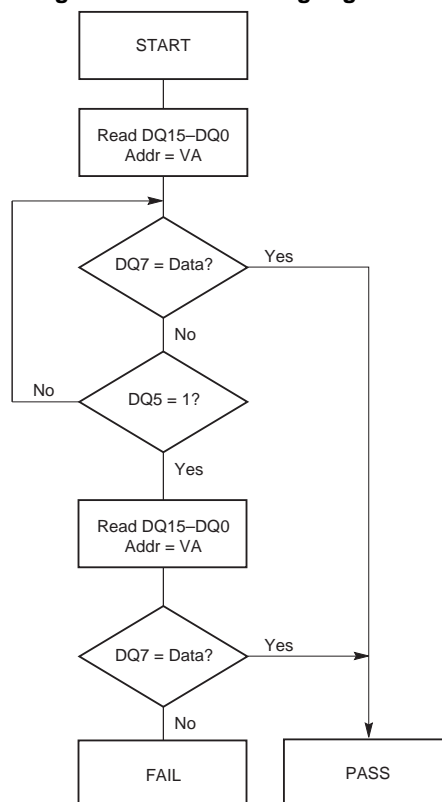 START
Read DQ15–DQ0
Addr = VA
DQ7 = Data?
Yes
No
No
DQ5 = 1?
Yes
Read DQ15–DQ0
Addr = VA
DQ7 = Data?
Yes
No
FAIL
PASS